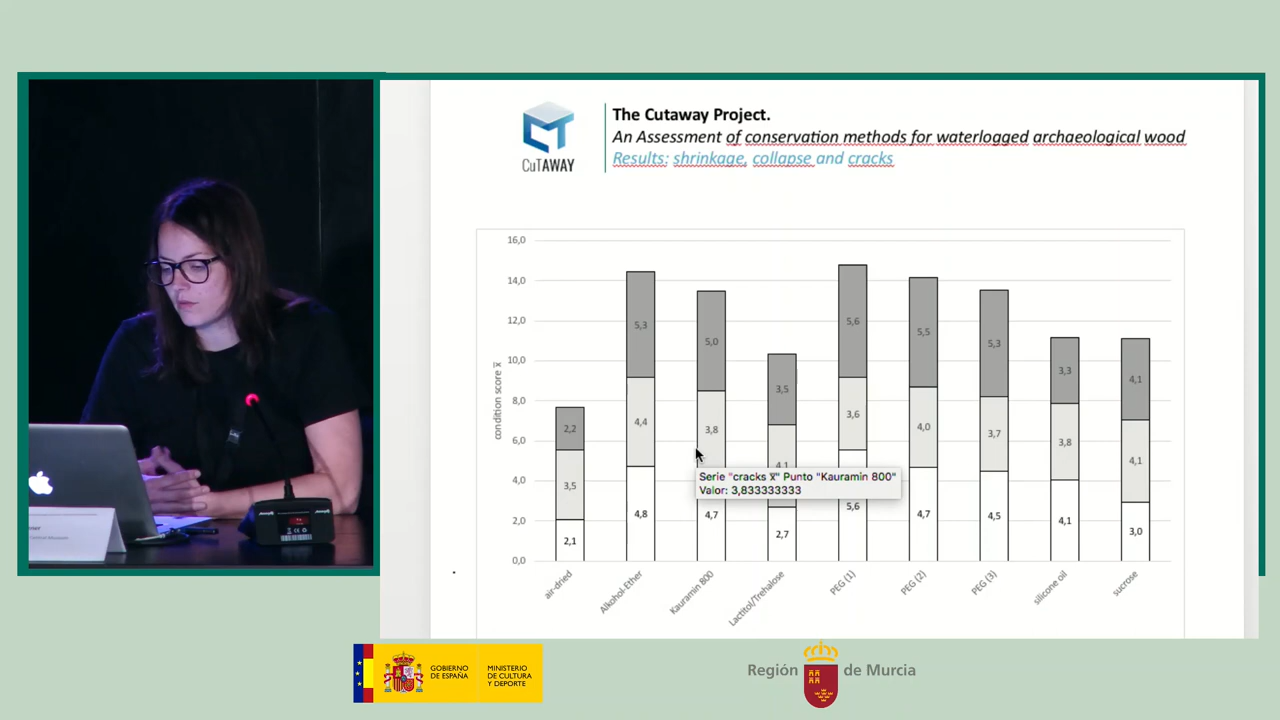 The Cutaway Project.
An Assessment of conservation methods for waterlogged archaeological wood
Results: shrinkage, collapse and cracks
CuTAWAY
condition score x̅
16,0
14,0
12,0
10,0
8,0
6,0
4,0
2,0
0,0
2,2
3,5
2,1
5,3
4,4
4,8
5,0
3,8
4,7
3,5
4,1
2,7
5,6
3,6
5,6
5,5
4,0
4,7
5,3
3,7
4,5
3,3
3,8
4,1
4,1
4,1
3,0
Serie "cracks x̅" Punto "Kauramin 800"
Valor: 3,833333333
air-dried
Alkohol-Ether
Kauramin 800
Lactitol/Trehalose
PEG (1)
PEG (2)
PEG (3)
silicone oil
sucrose
GOBIERNO
DE ESPAÑA
MINISTERIO
DE CULTURA
Y DEPORTE
Región de Murcia